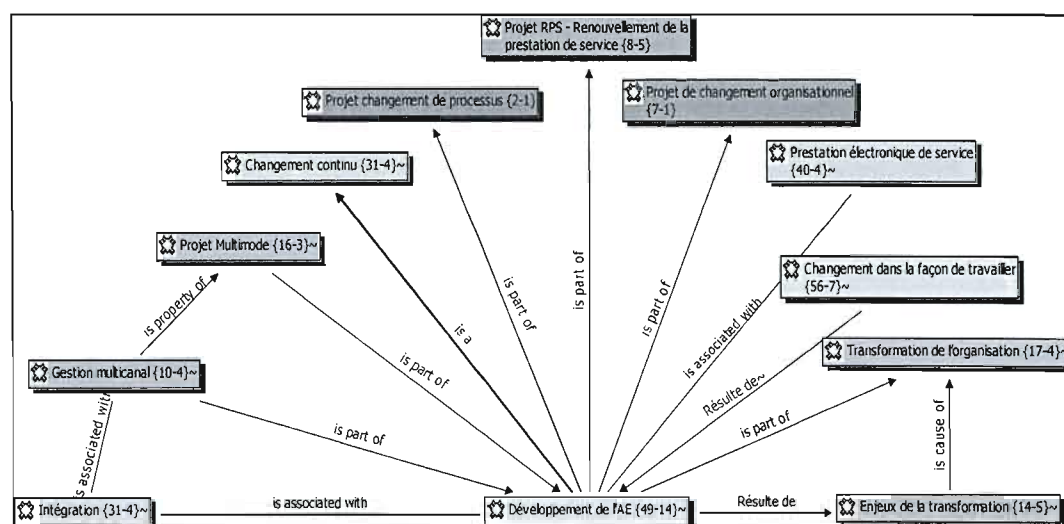 Projet RPS - Renouvellement de la
prestation de service {8-5}
Projet changement de processus {2-1}
Projet de changement organisationnel
{7-1}
Changement continu {31-4}~
Prestation électronique de service
{40-4}~
Projet Multimode {16-3}~
Changement dans la façon de travailler
{56-7}~
is part of
is part of
is part of
is property of
is a
is associated with
Transformation de l'organisation {17-4}~
Gestion multicanal {10-4}~
is part of
Résulte de~
is associated with
is part of
is part of
is cause of
Intégration {31-4}~
is associated with
Développement de l'AE {49-14}~
Résulte de
Enjeux de la transformation {14-5}~